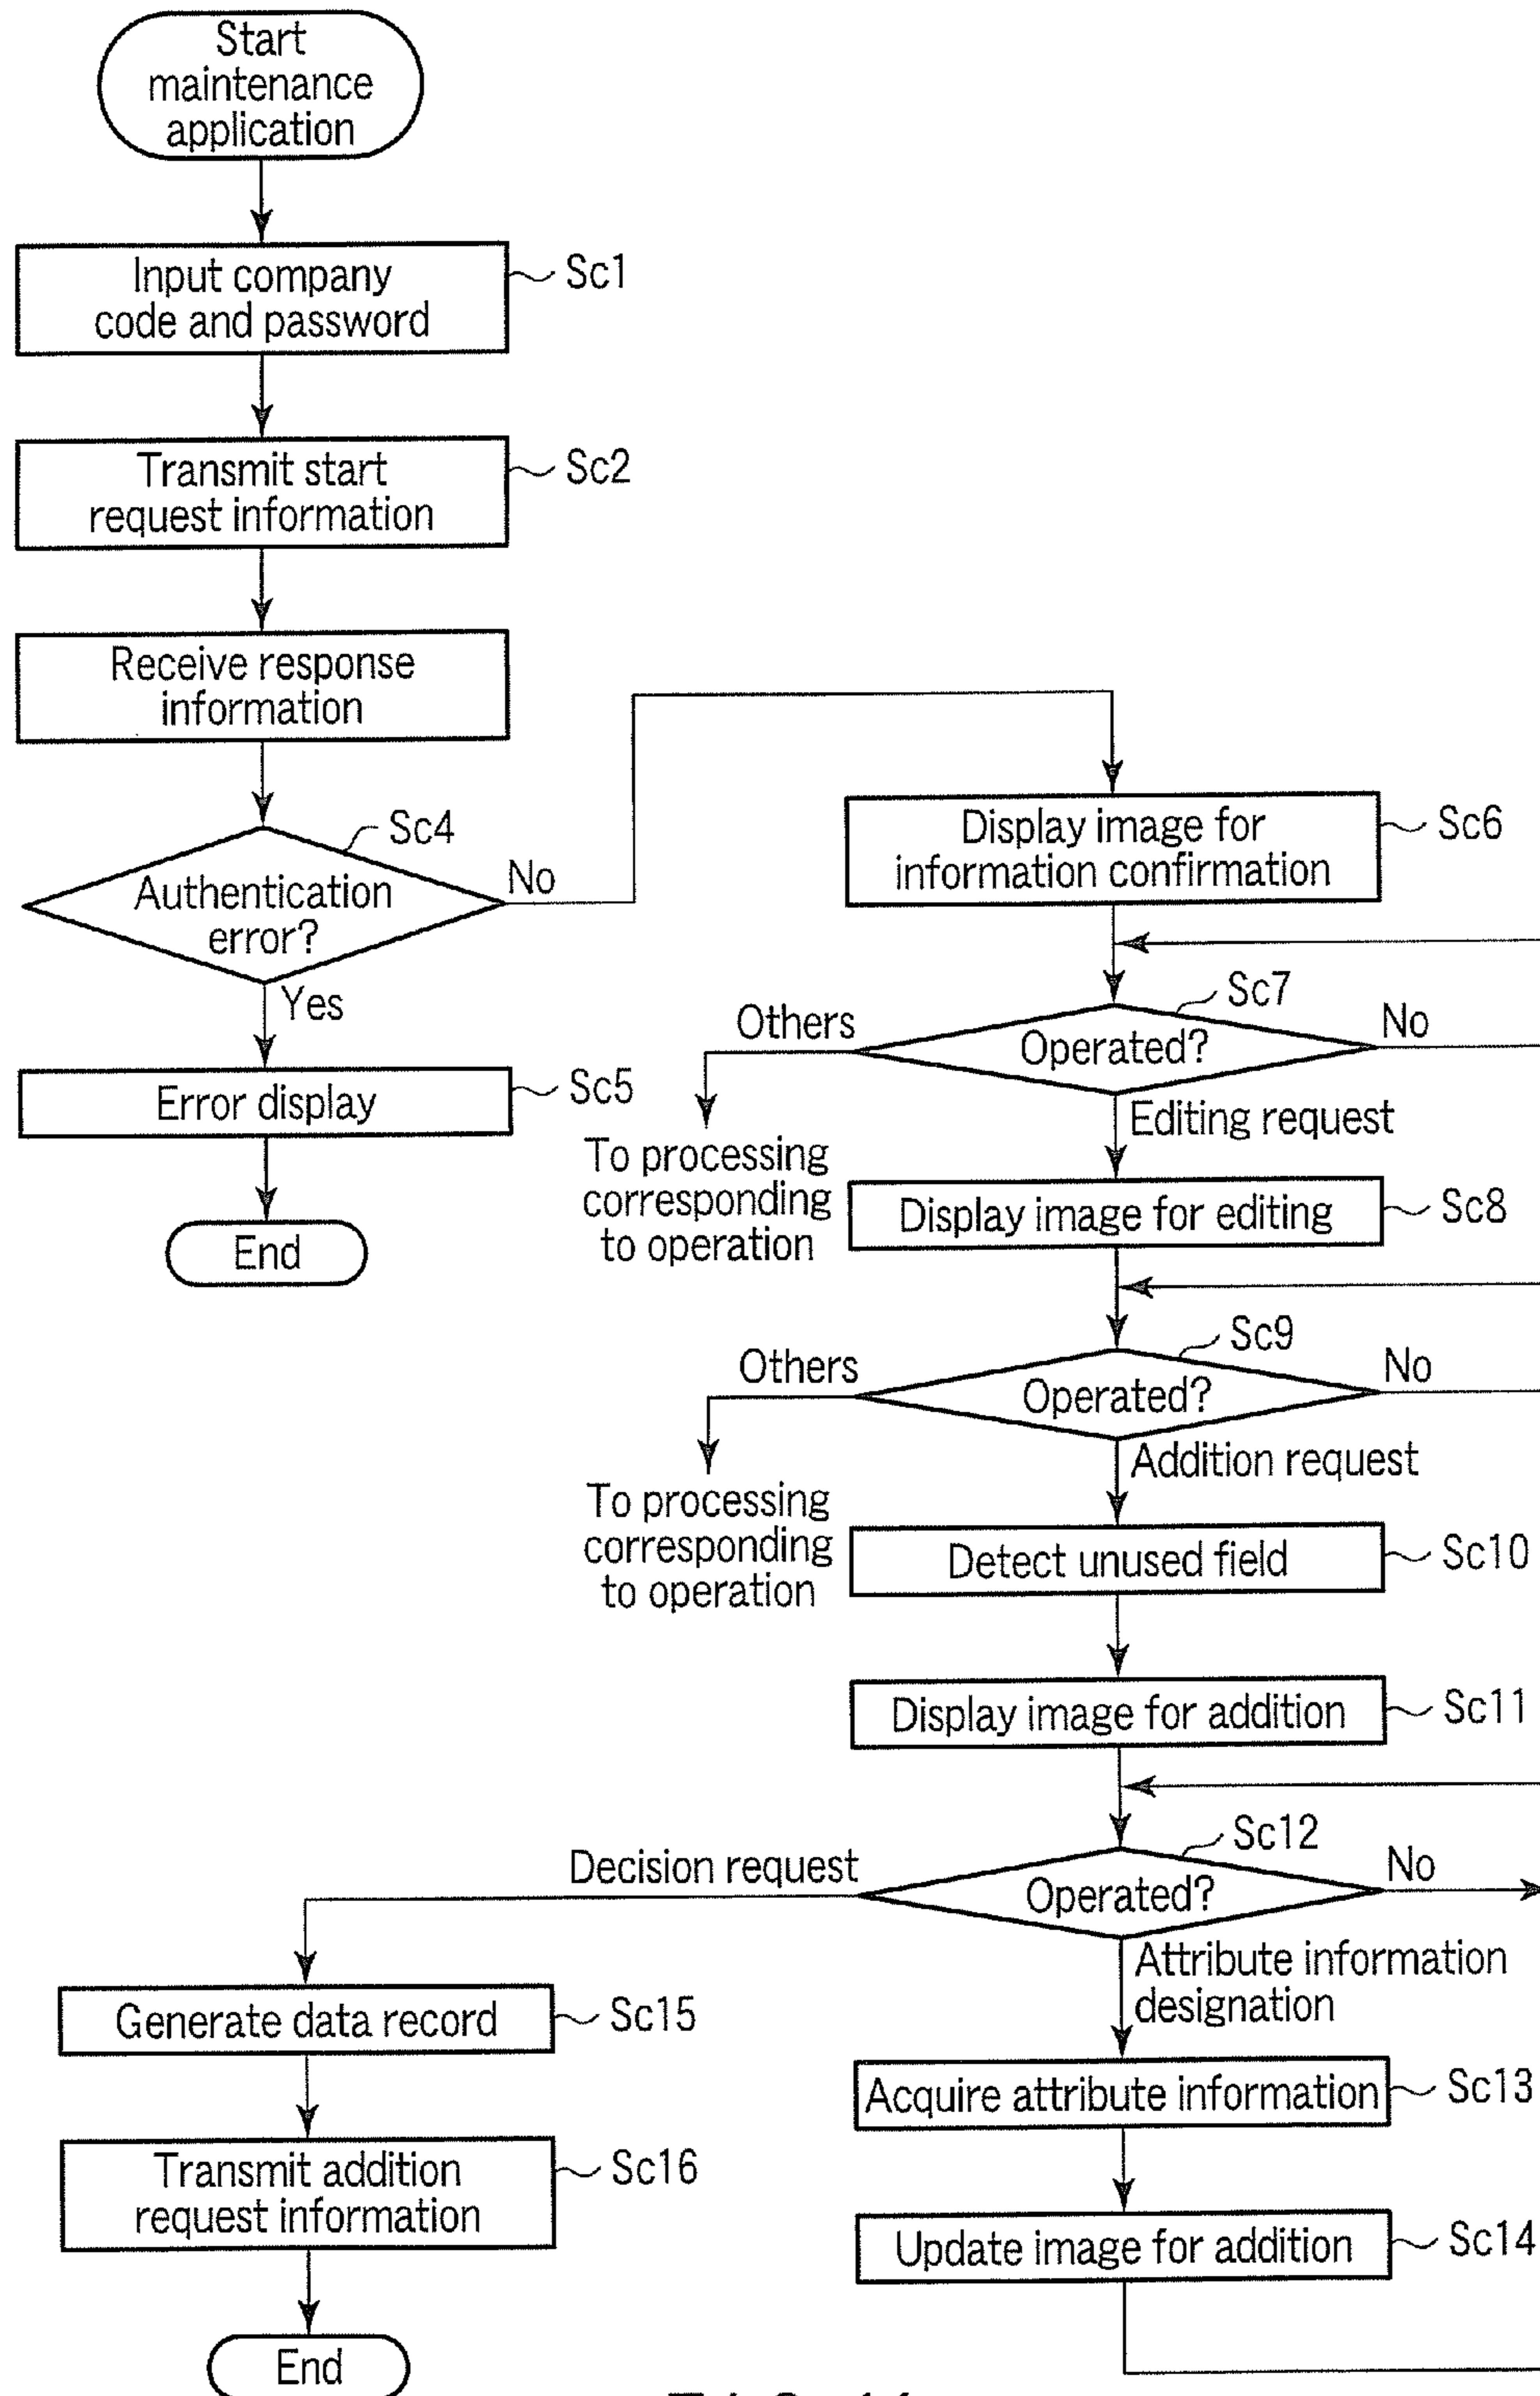 Start
maintenance
application
Input company
code and password
Sc1
Transmit start
request information
Sc2
Receive response
information
Authentication
error?
Sc4
No
Yes
Error display
Sc5
End
Display image for
information confirmation
Sc6
Operated?
Sc7
Others
No
To processing
corresponding
to operation
Editing request
Display image for editing
Sc8
Operated?
Sc9
Others
No
To processing
corresponding
to operation
Addition request
Detect unused field
Sc10
Display image for addition
Sc11
Operated?
Sc12
Decision request
No
Attribute information
designation
Acquire attribute information
Sc13
Update image for addition
Sc14
Generate data record
Sc15
Transmit addition
request information
Sc16
End